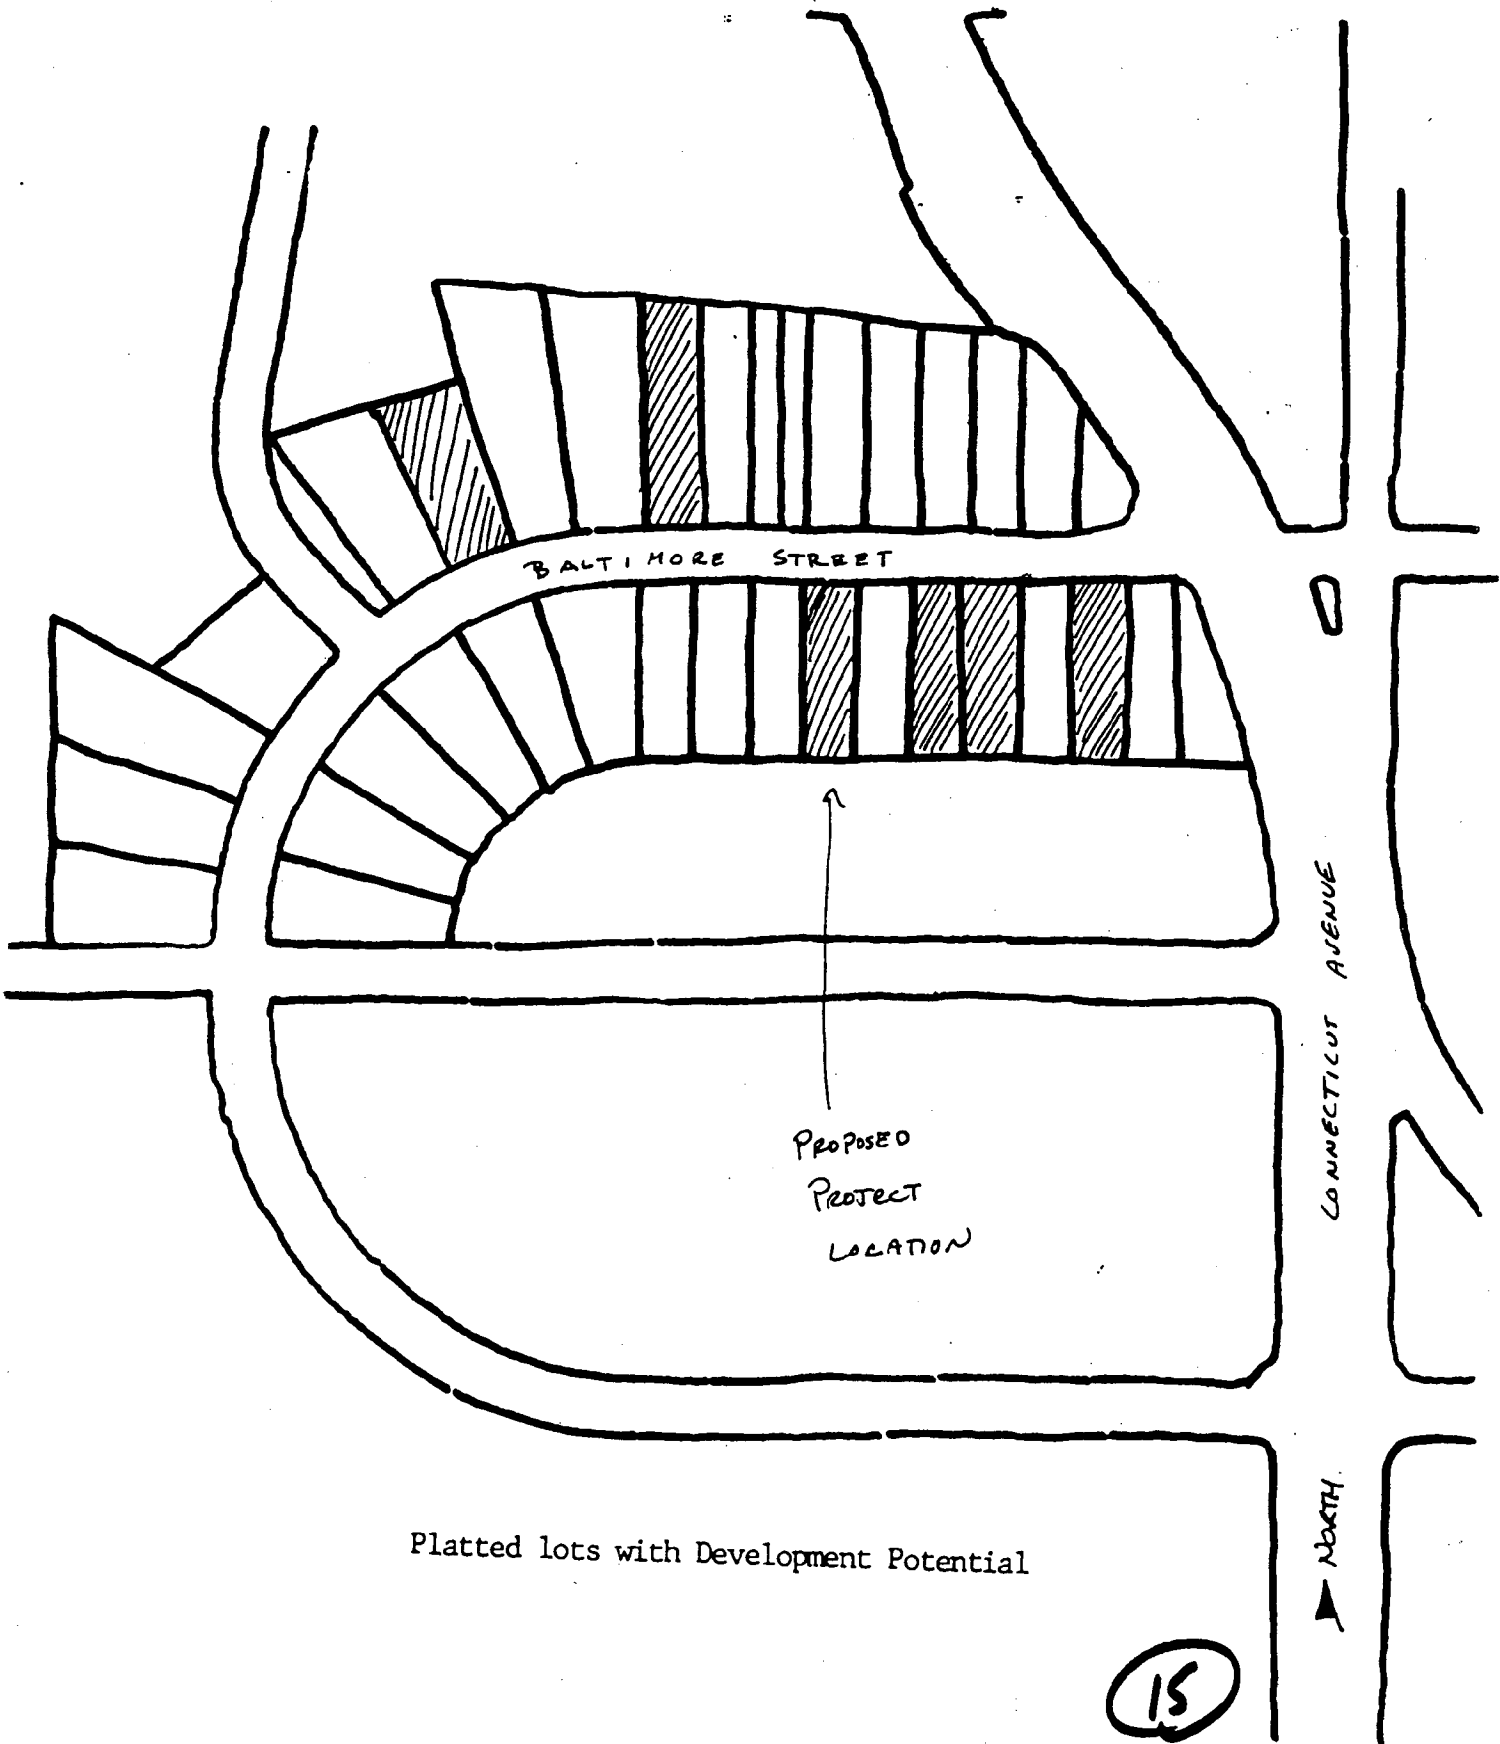 BALTIMORE STREET
CONNECTICUT AVENUE
PROPOSED
PROJECT
LOCATION
NORTH.
Platted lots with Development Potential
15